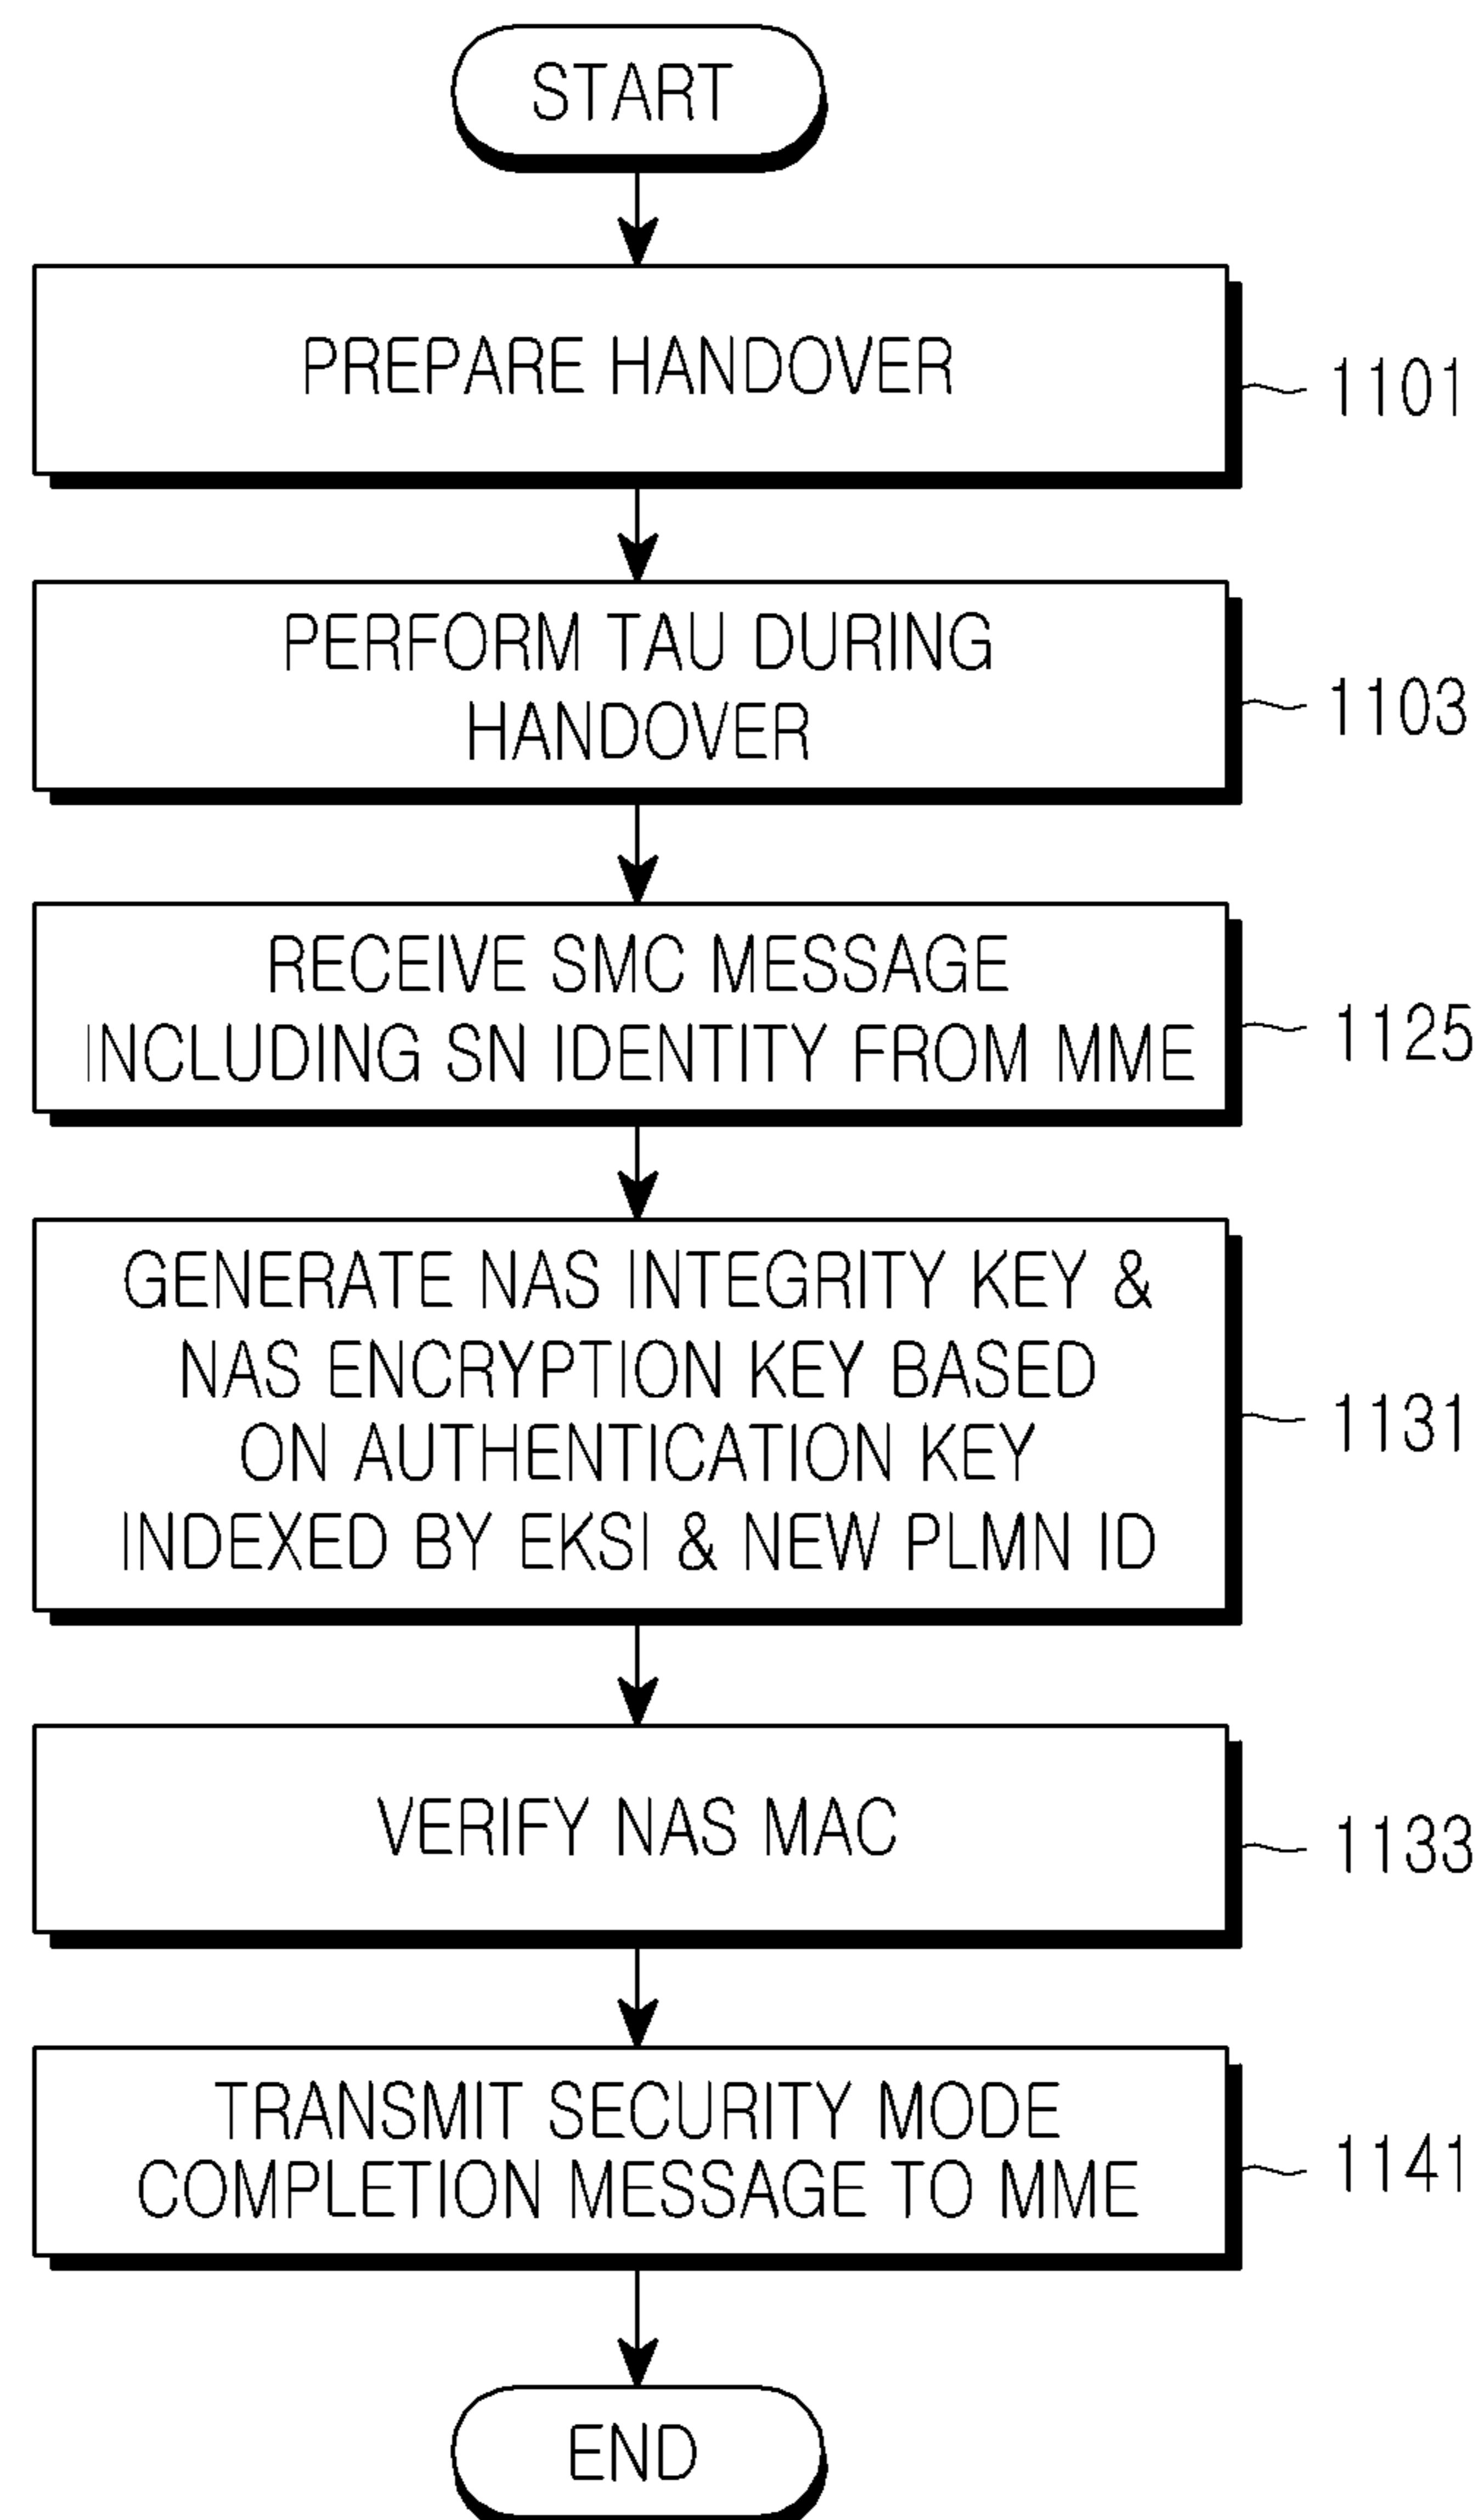 START
PREPARE HANDOVER
1101
PERFORM TAU DURING
HANDOVER
1103
RECEIVE SMC MESSAGE
INCLUDING SN IDENTITY FROM MME
1125
GENERATE NAS INTEGRITY KEY &
NAS ENCRYPTION KEY BASED
ON AUTHENTICATION KEY
INDEXED BY EKSI & NEW PLMN ID
1131
VERIFY NAS MAC
1133
TRANSMIT SECURITY MODE
COMPLETION MESSAGE TO MME
1141
END